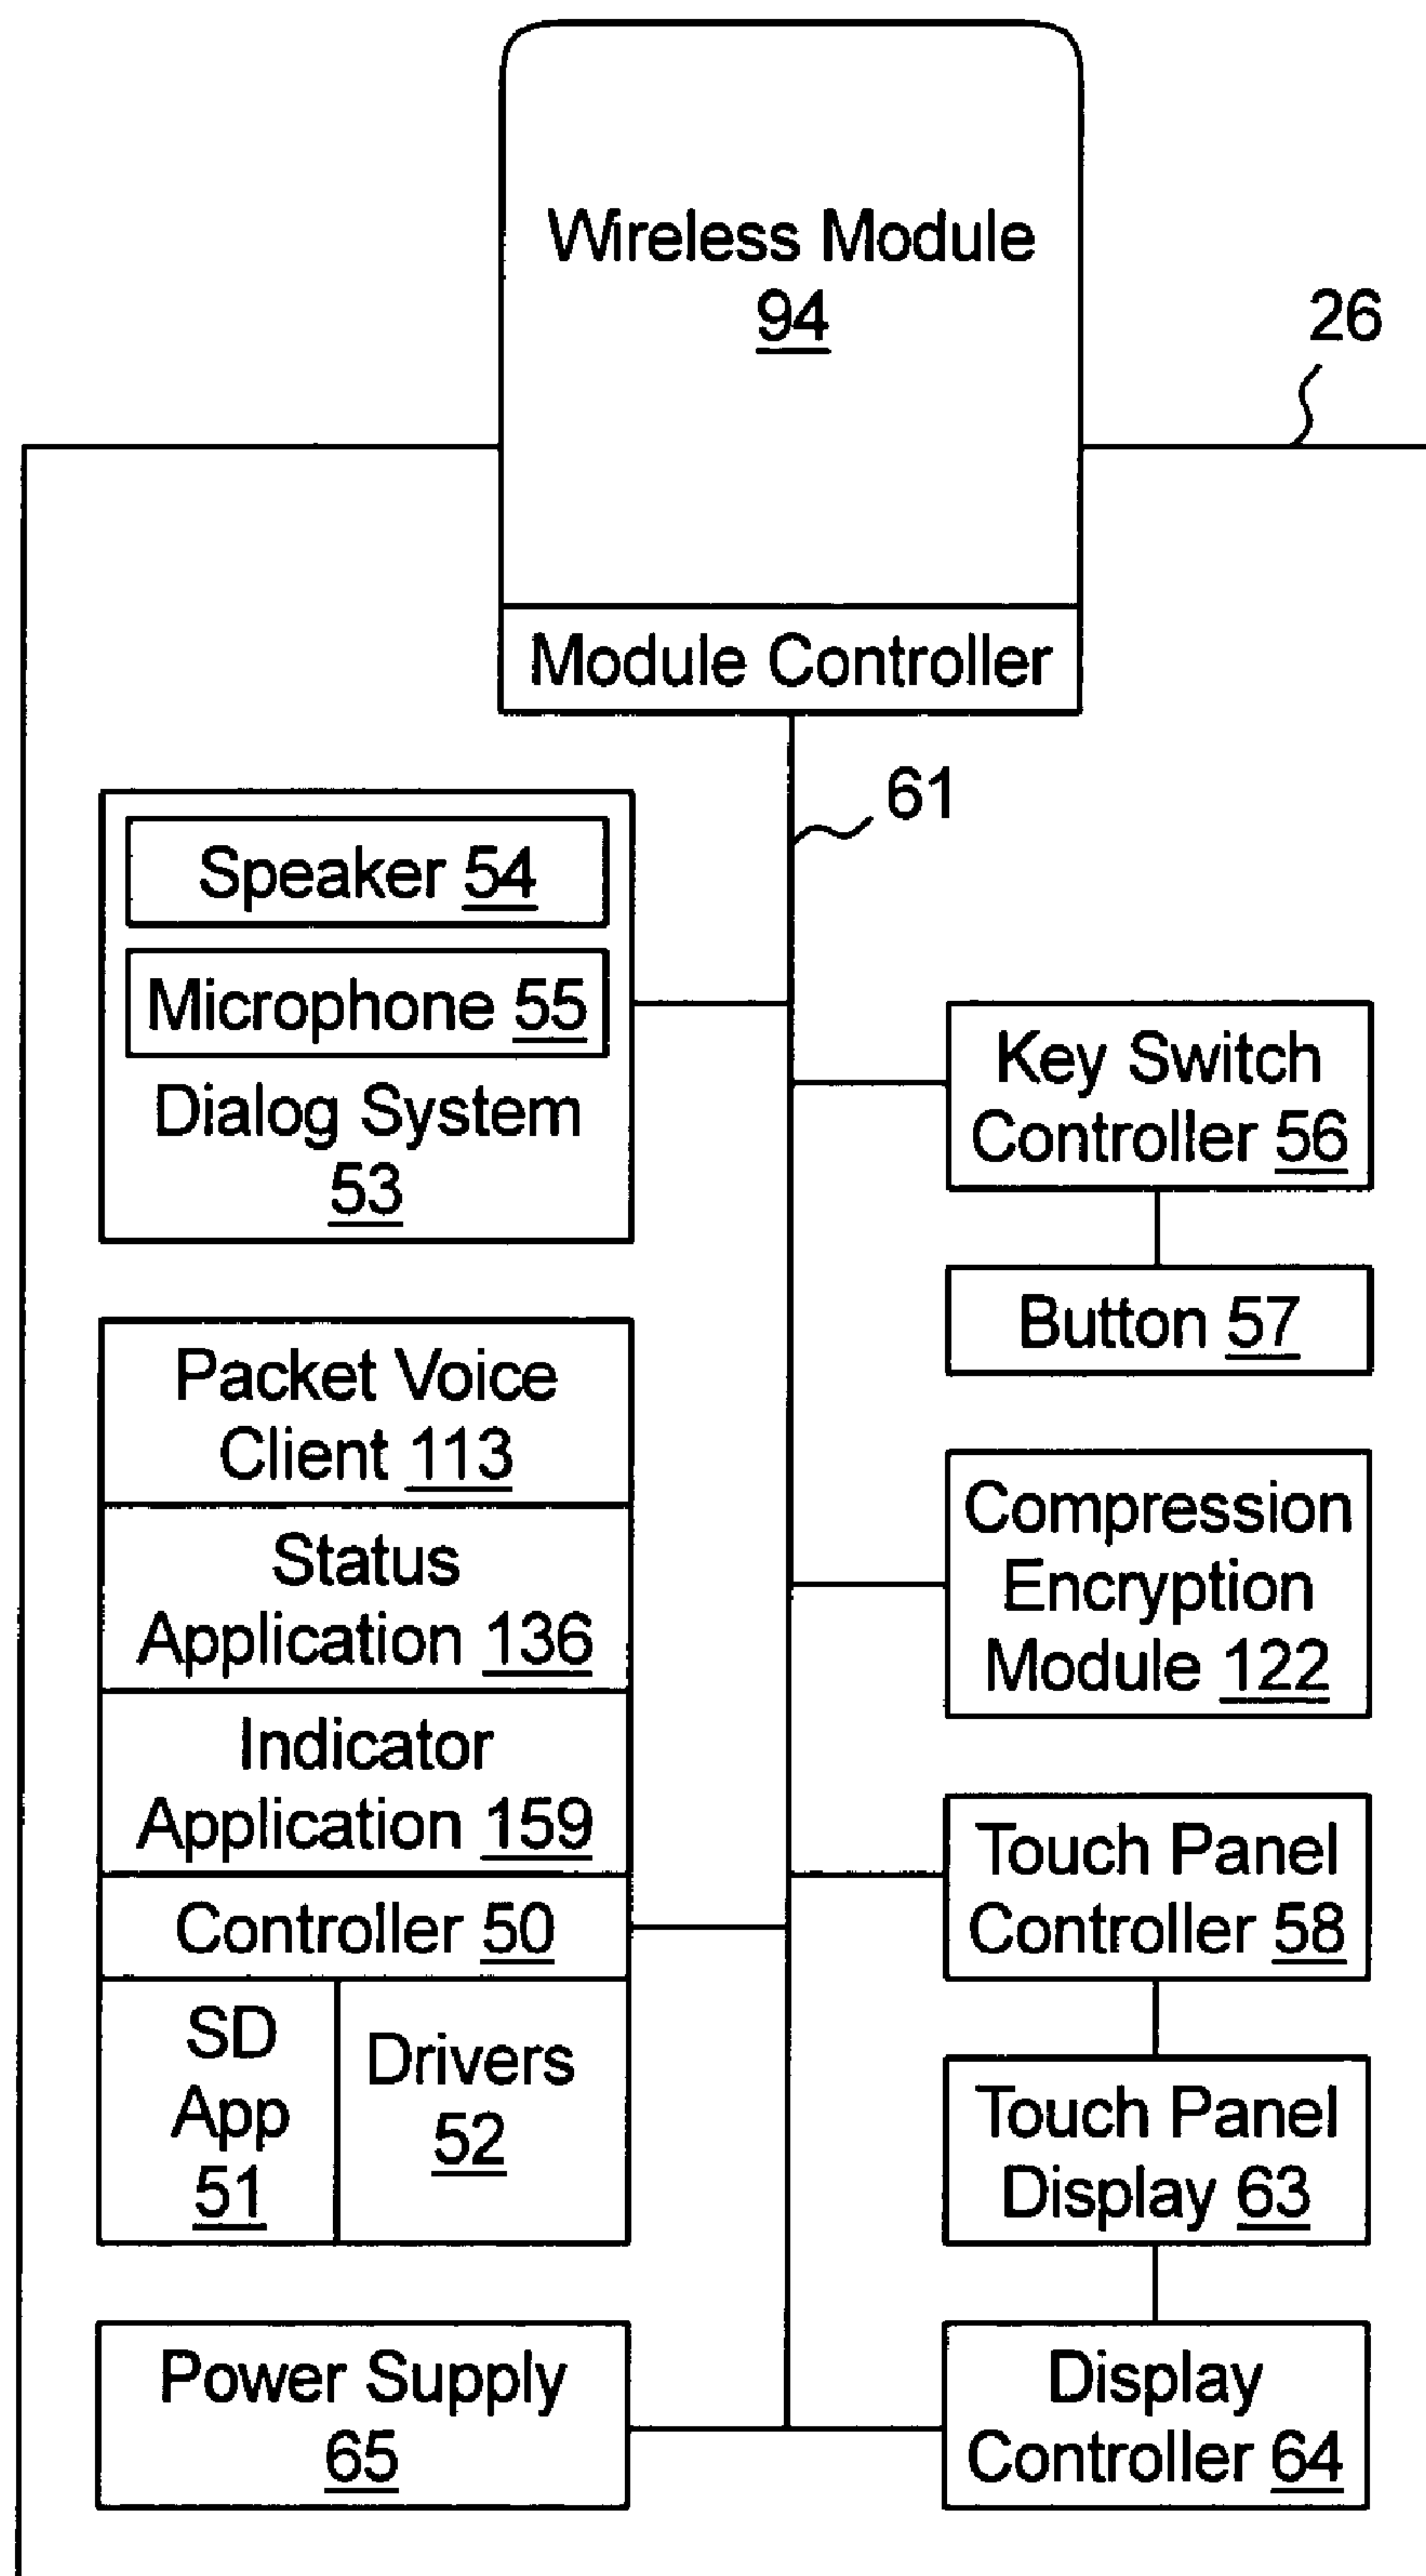 Wireless Module
94
26
Module Controller
61
Speaker 54
Microphone 55
Dialog System
53
Key Switch
Controller 56
Button 57
Packet Voice
Client 113
Status
Application 136
Indicator
Application 159
Controller 50
SD
App
51
Drivers
52
Compression
Encryption
Module 122
Touch Panel
Controller 58
Touch Panel
Display 63
Power Supply
65
Display
Controller 64